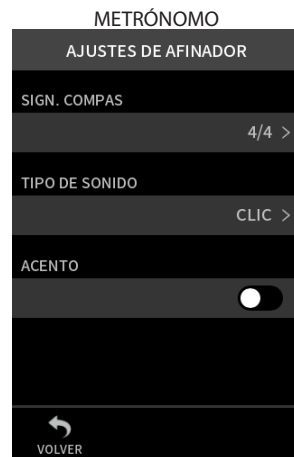 METRÓNOMO
AJUSTES DE AFINADOR
SIGN. COMPAS
4/4 >
TIPO DE SONIDO
CLIC >
ACENTO
VOLVER